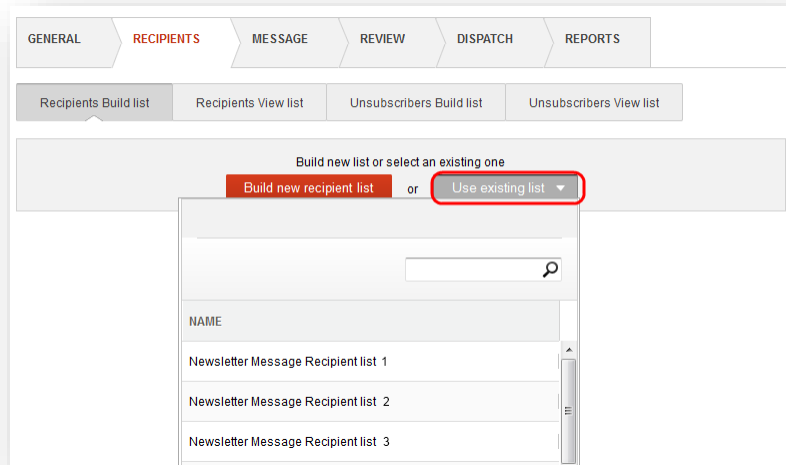 GENERAL RECIPIENTS MESSAGE REVIEW DISPATCH REPORTS
Recipients Build list Recipients View list Unsubscribers Build list Unsubscribers View list
Build new list or select an existing one
Build new recipient list or Use existing list
NAME
Newsletter Message Recipient list 1
Newsletter Message Recipient list 2
Newsletter Message Recipient list 3